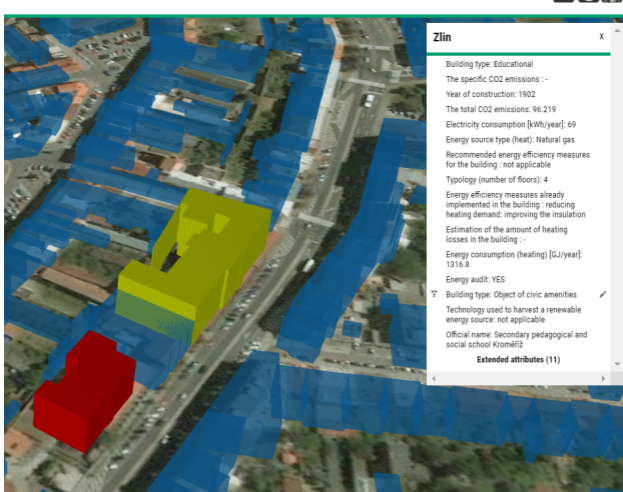 Zlin
x
Building type: Educational
The specific CO2 emissions : -
Year of construction: 1902
The total CO2 emissions: 96.219
Electricity consumption [kWh/year]: 69
Energy source type (heat): Natural gas
Recommended energy efficiency measures
for the building : not applicable
Typology (number of floors): 4
Energy efficiency measures already
implemented in the building : reducing
heating demand: improving the insulation
Estimation of the amount of heating
losses in the building : -
Energy consumption (heating) [GJ/year]:
1316.8
Energy audit: YES
Building type: Object of civic amenities
Technology used to harvest a renewable
energy source: not applicable
Official name: Secondary pedagogical and
social school Kroměříž
Extended attributes (11)